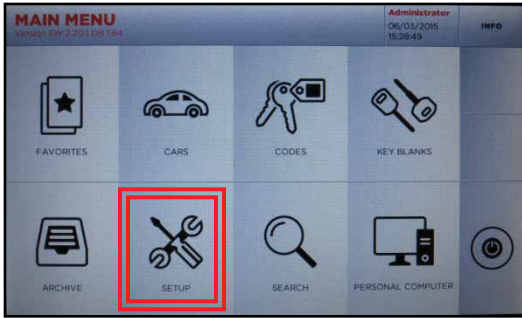 MAIN MENU
Version SW 2.20.1 DB 1.64
Administrator
06/03/2015
15:28:49
INFO
FAVORITES
CARS
CODES
KEY BLANKS
ARCHIVE
SETUP
SEARCH
PERSONAL COMPUTER